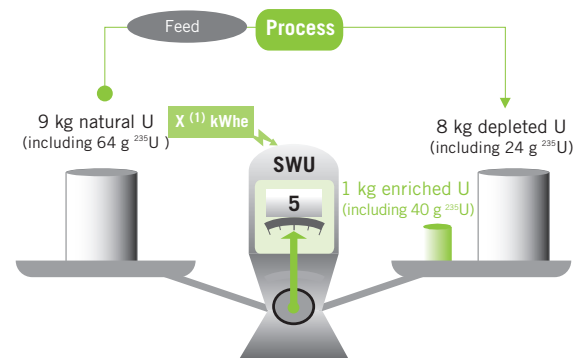 Feed
Process
9 kg natural U
(including 64 g ²³⁵U )
X ⁽¹⁾ kWhe
8 kg depleted U
(including 24 g ²³⁵U)
SWU
5
1 kg enriched U
(including 40 g ²³⁵U)